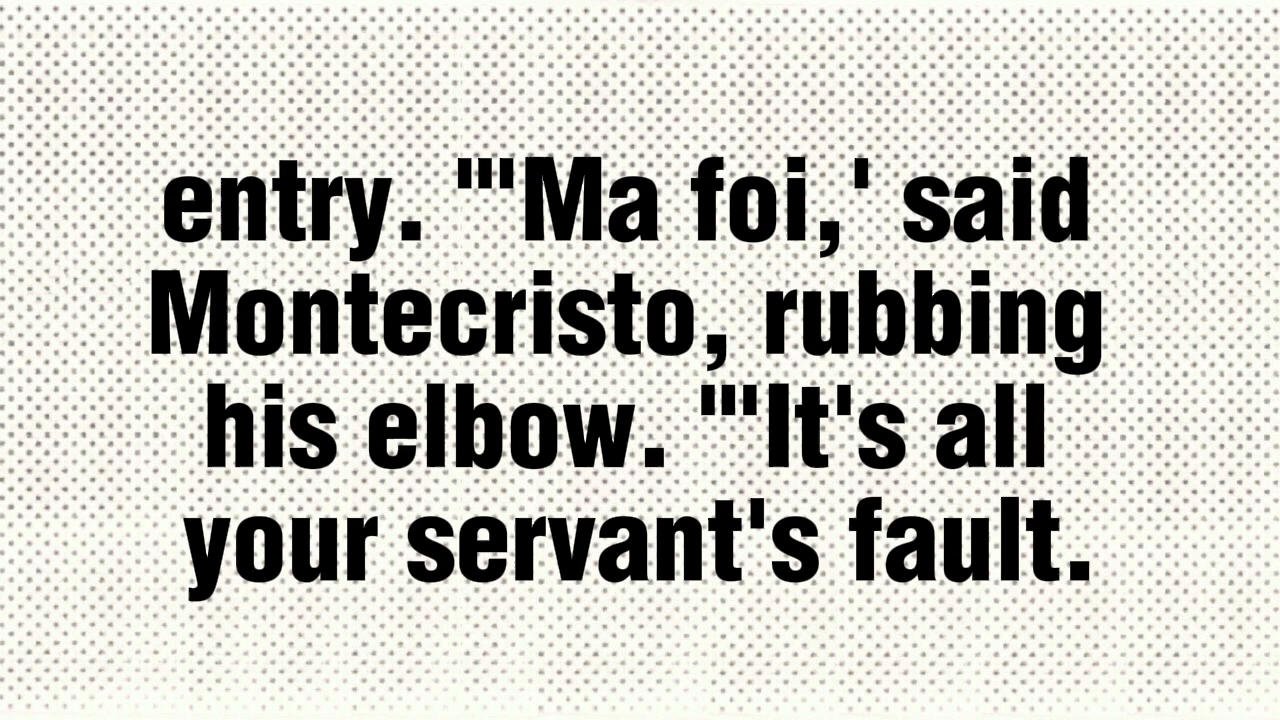 entry. "'Ma foi,' said
Montecristo, rubbing
his elbow. "'It's all
your servant's fault.